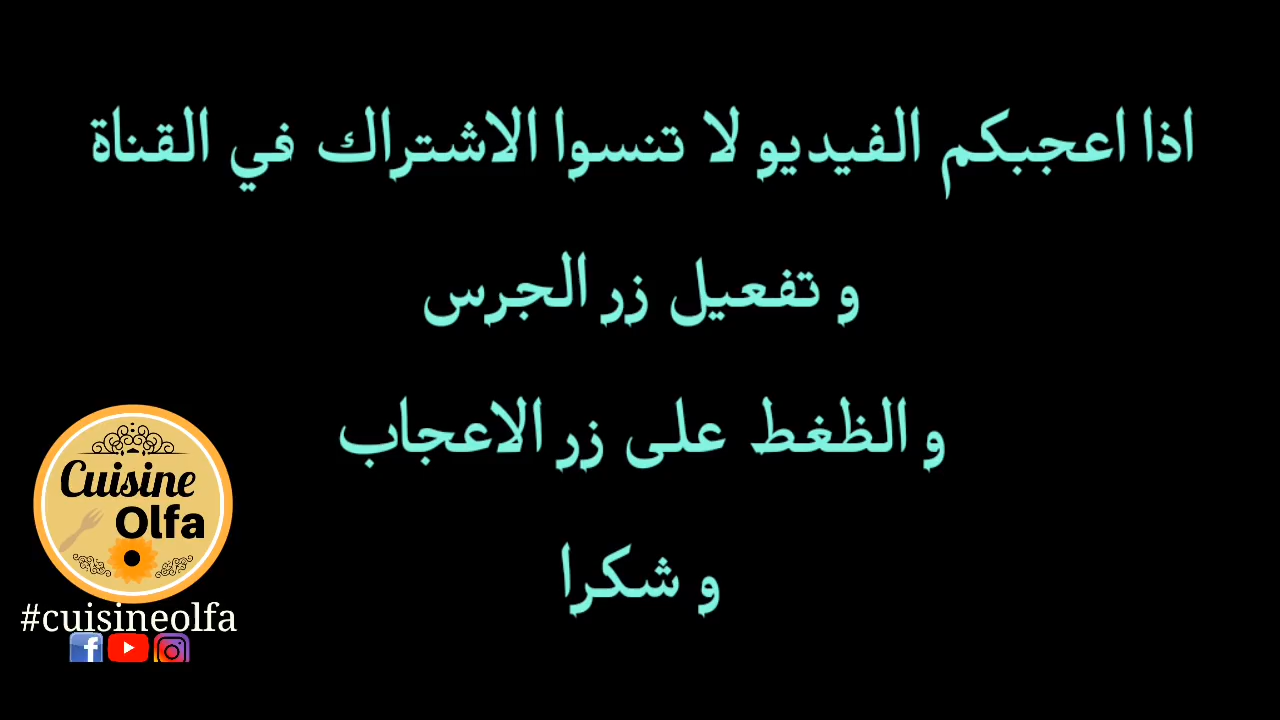 اذا اعجبكم الفيديو لا تنسوا الاشتراك في القناة
و تفعيل زر الجرس
و الظغط على زر الاعجاب
و شكرا
Cuisine
Olfa
#cuisineolfa